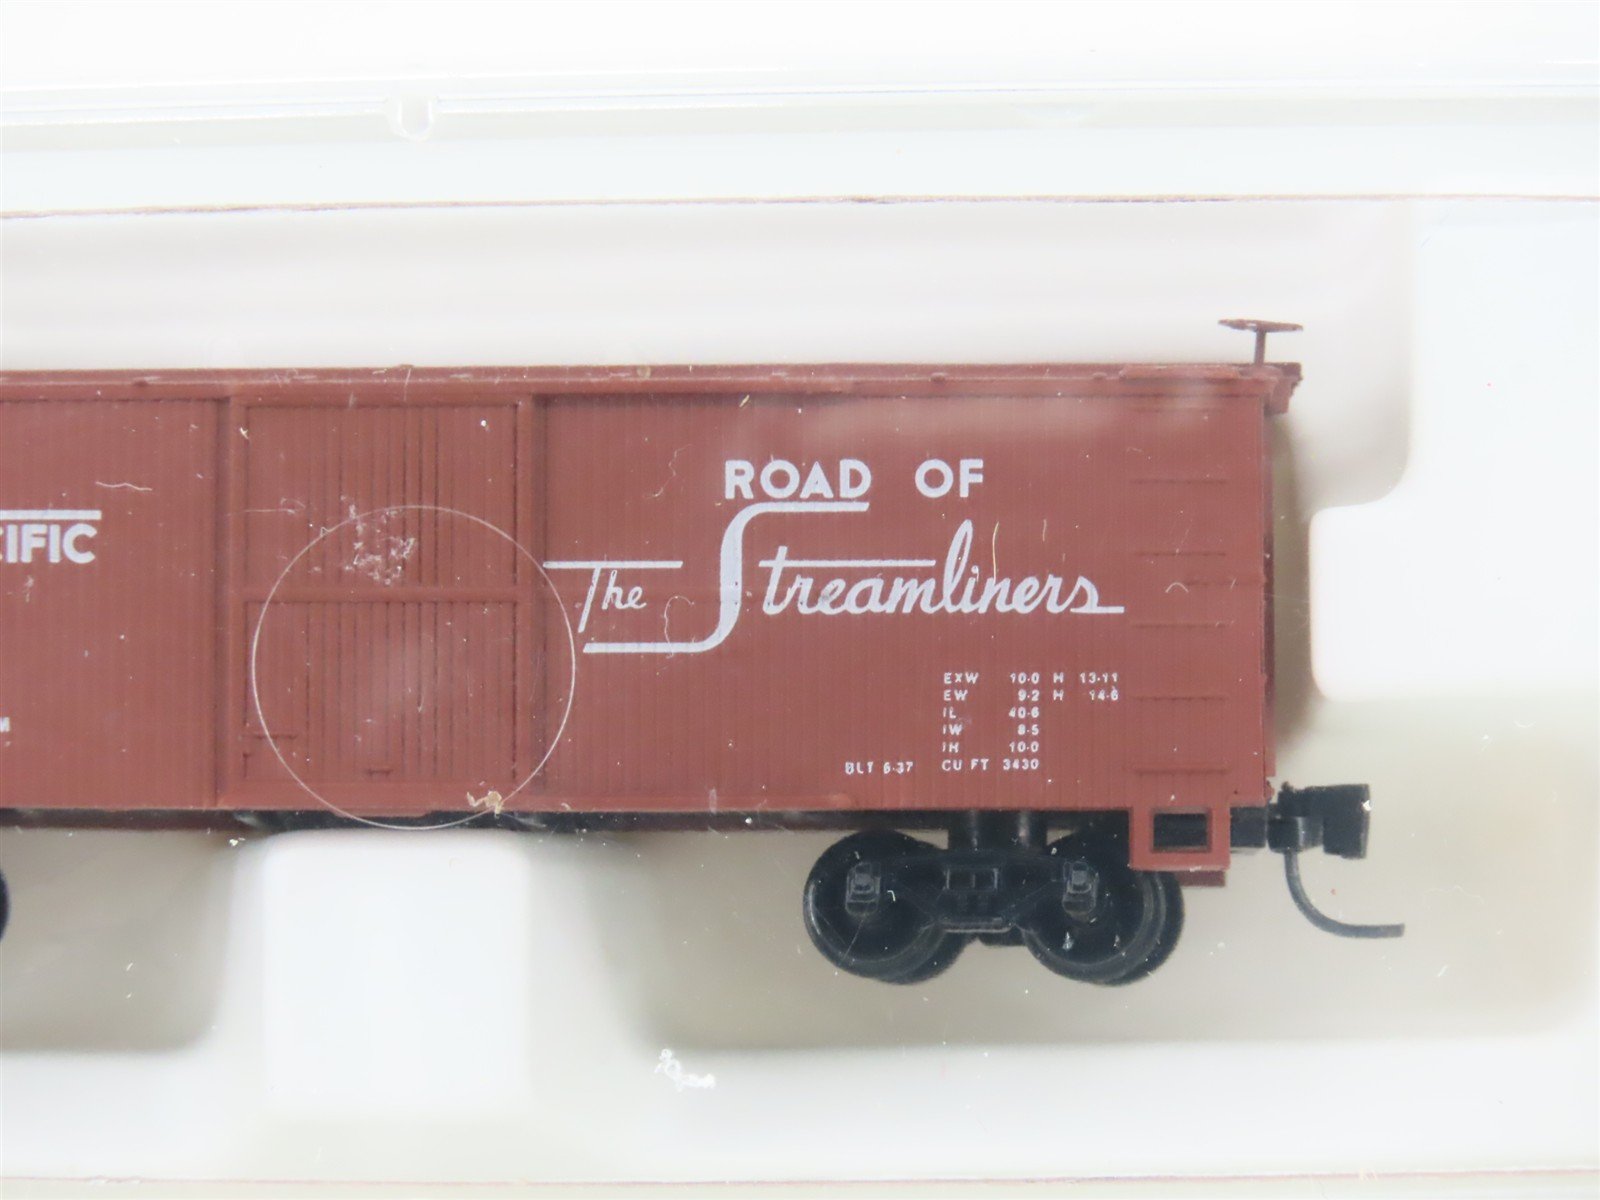 CIFIC
ROAD OF
The Streamliners
EXW 10-0 H 13-11
EW 9-2 H 14-6
IL 40-6
IW 8-5
IH 10-0
BLT 6-37 CU FT 3430